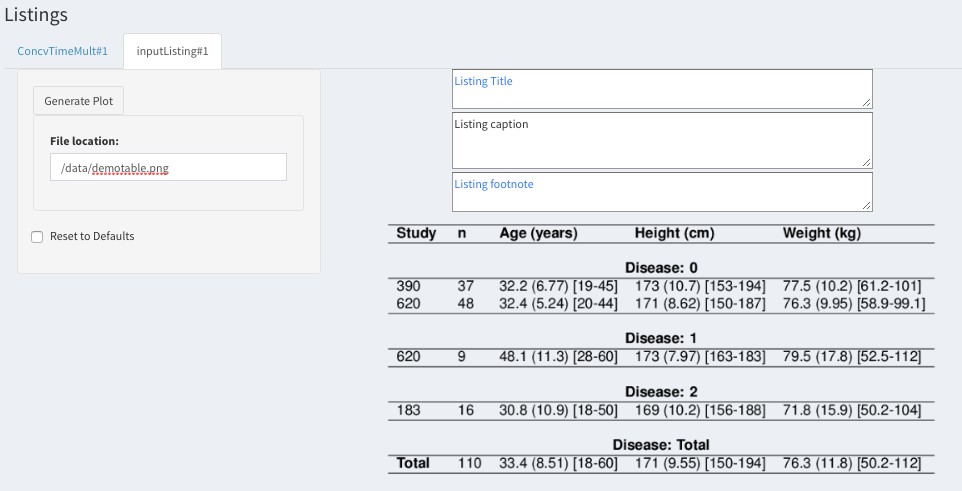 Listings
ConcvTimeMult#1 inputListing#1
Generate Plot
File location:
/data/demotable.png
Reset to Defaults
Listing Title
Listing caption
Listing footnote
Study n Age (years) Height (cm) Weight (kg)
Disease: 0
390 37 32.2 (6.77) [19-45] 173 (10.7) [153-194] 77.5 (10.2) [61.2-101]
620 48 32.4 (5.24) [20-44] 171 (8.62) [150-187] 76.3 (9.95) [58.9-99.1]
Disease: 1
620 9 48.1 (11.3) [28-60] 173 (7.97) [163-183] 79.5 (17.8) [52.5-112]
Disease: 2
183 16 30.8 (10.9) [18-50] 169 (10.2) [156-188] 71.8 (15.9) [50.2-104]
Disease: Total
Total 110 33.4 (8.51) [18-60] 171 (9.55) [150-194] 76.3 (11.8) [50.2-112]